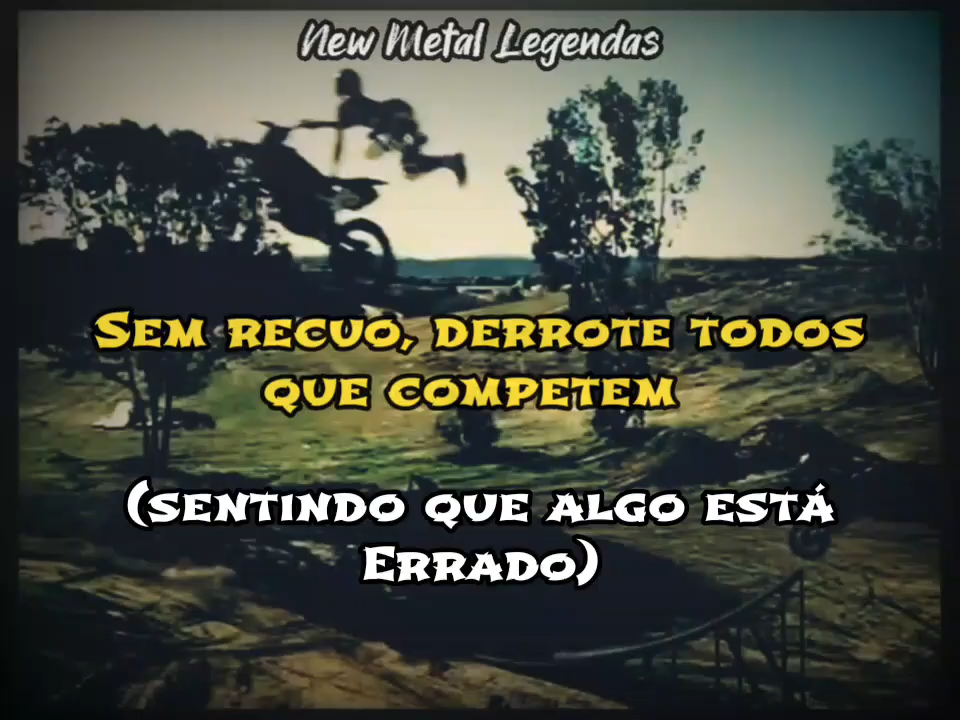 New Metal Legendas
Sem recuo, derrote todos
que competem
(sentindo que algo está
Errado)